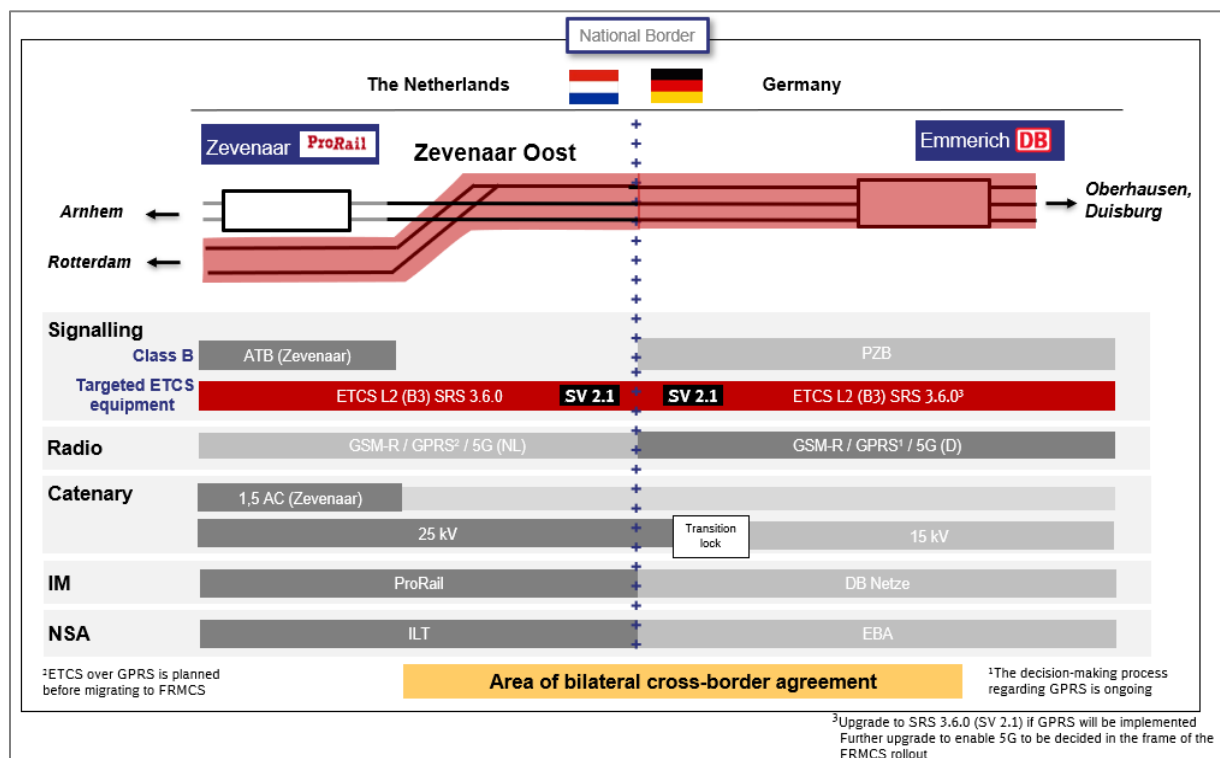 National Border
The Netherlands
Germany
Zevenaar ProRail
Zevenaar Oost
Emmerich DB
Arnhem
Oberhausen,
Duisburg
Rotterdam
Signalling
Class B
ATB (Zevenaar)
PZB
Targeted ETCS
equipment
ETCS L2 (B3) SRS 3.6.0
SV 2.1
SV 2.1
ETCS L2 (B3) SRS 3.6.0³
Radio
GSM-R / GPRS² / 5G (NL)
GSM-R / GPRS¹ / 5G (D)
Catenary
1,5 AC (Zevenaar)
25 kV
Transition
lock
15 kV
IM
ProRail
DB Netze
NSA
ILT
EBA
²ETCS over GPRS is planned
before migrating to FRMCS
Area of bilateral cross-border agreement
¹The decision-making process
regarding GPRS is ongoing
³Upgrade to SRS 3.6.0 (SV 2.1) if GPRS will be implemented
Further upgrade to enable 5G to be decided in the frame of the
FRMCS rollout